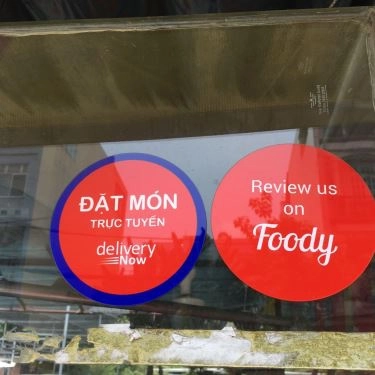 ĐẶT MÓN
TRỰC TUYẾN
delivery
Now
Review us
on
Foody